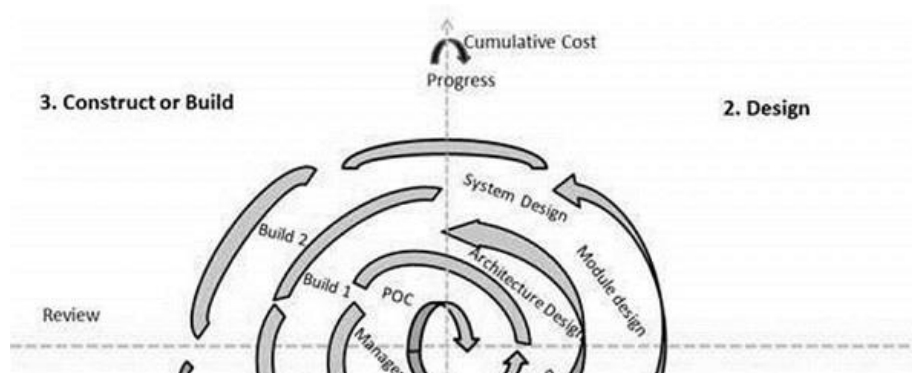 Cumulative Cost
Progress
3. Construct or Build
2. Design
System Design
Build 2
Module design
Architecture Design
Build 1
POC
Review